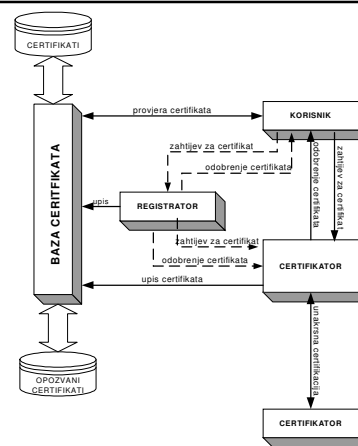 CERTIFIKATI
provjera certifikata
KORISNIK
zahtijev za certifikat
odobrenje certifikata
odobrenje certifikata
zahtijev za certifikat
BAZA CERITFIKATA
upis
REGISTRATOR
zahtijev za certifikat
odobrenje certifikata
CERTIFIKATOR
upis certifikata
unakrsna certifikacija
OPOZVANI
CERTIFIKATI
CERTIFIKATOR